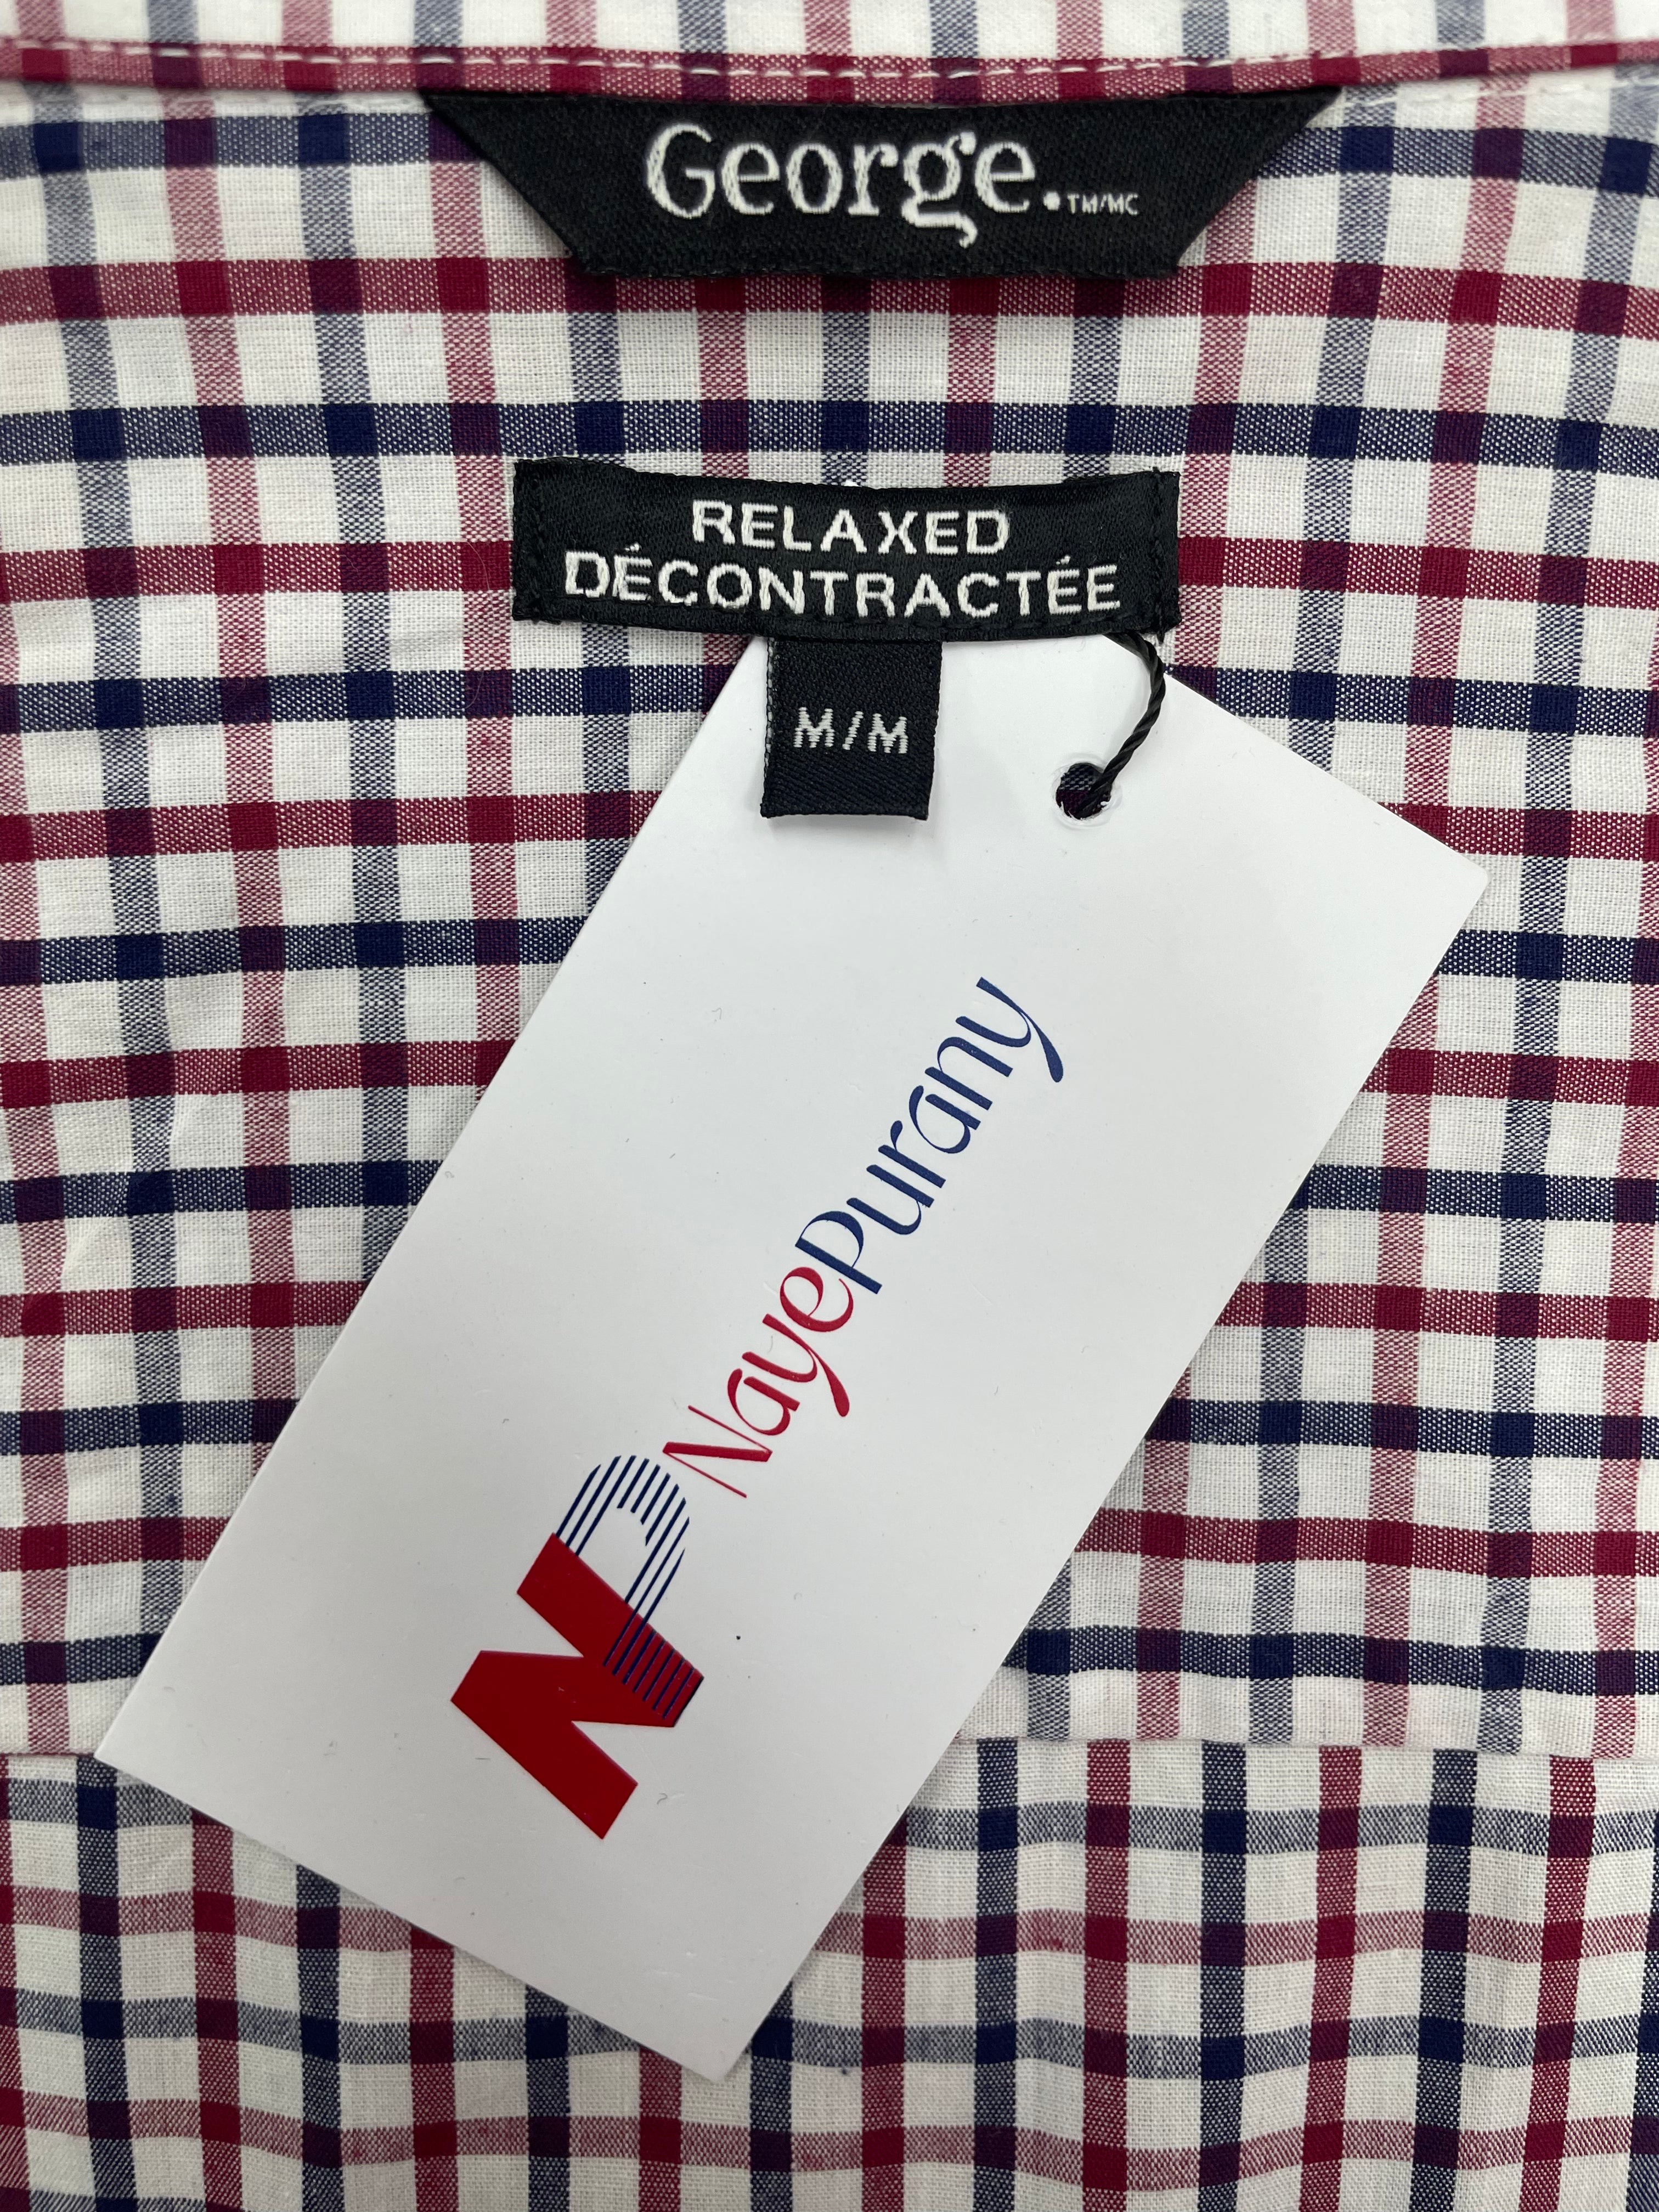 George.TM/MC
RELAXED
DÉCONTRACTÉE
M/M
NayePurany
NP